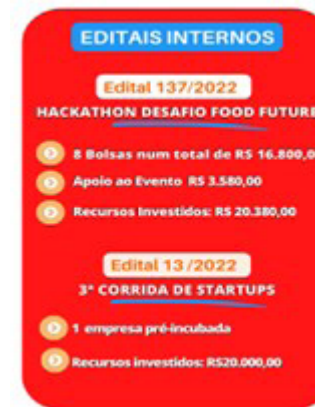 EDITAIS INTERNOS
Edital 137/2022
HACKATHON DESAFIO FOOD FUTURE
8 Bolsas num total de R$ 16.800,0
Apoio ao Evento R$ 3.580,00
Recursos Investidos: R$ 20.380,00
Edital 13 /2022
3ª CORRIDA DE STARTUPS
1 empresa pré-incubada
Recursos investidos: R$20.000,00